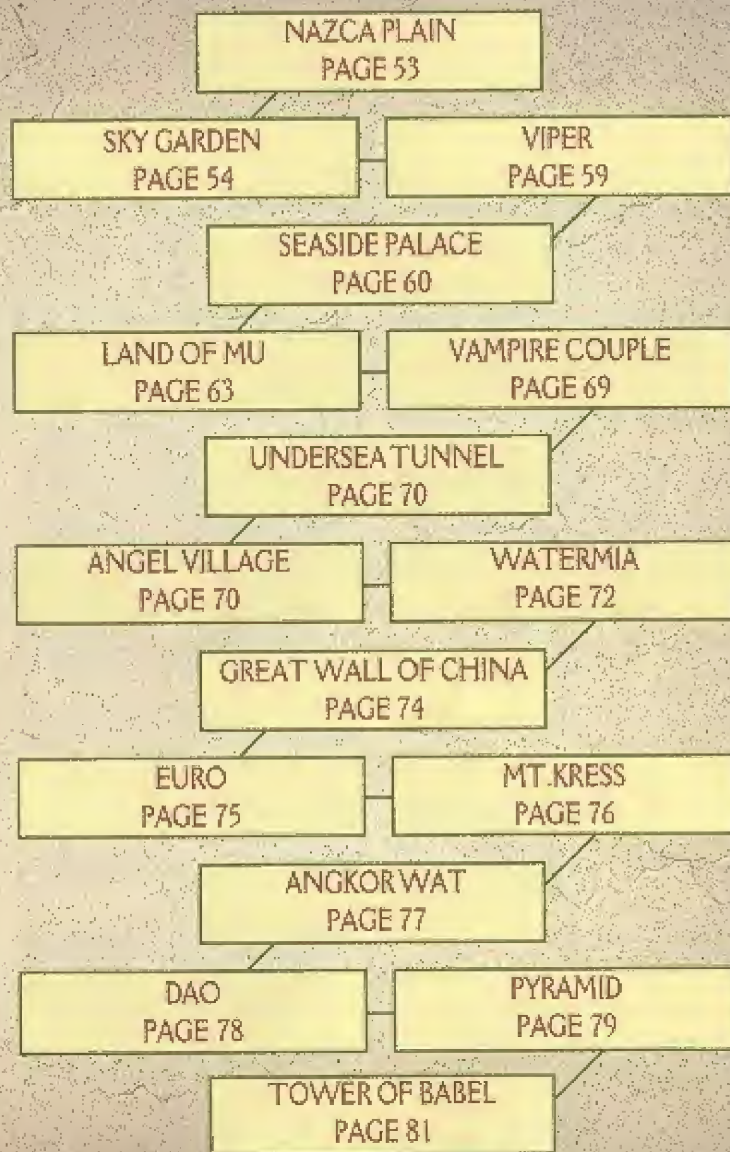 NAZCA PLAIN
PAGE 53
SKY GARDEN
PAGE 54
VIPER
PAGE 59
SEASIDE PALACE
PAGE 60
LAND OF MU
PAGE 63
VAMPIRE COUPLE
PAGE 69
UNDERSEA TUNNEL
PAGE 70
ANGEL VILLAGE
PAGE 70
WATERMIA
PAGE 72
GREAT WALL OF CHINA
PAGE 74
EURO
PAGE 75
MT.KRESS
PAGE 76
ANGKOR WAT
PAGE 77
DAO
PAGE 78
PYRAMID
PAGE 79
TOWER OF BABEL
PAGE 81